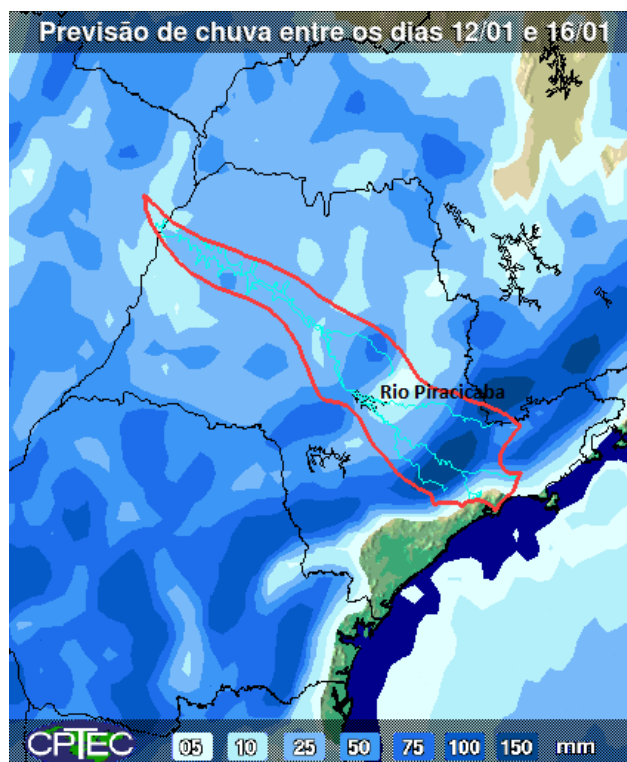 Previsão de chuva entre os dias 12/01 e 16/01
Rio Piracicaba
CPTEC 05 10 25 50 75 100 150 mm